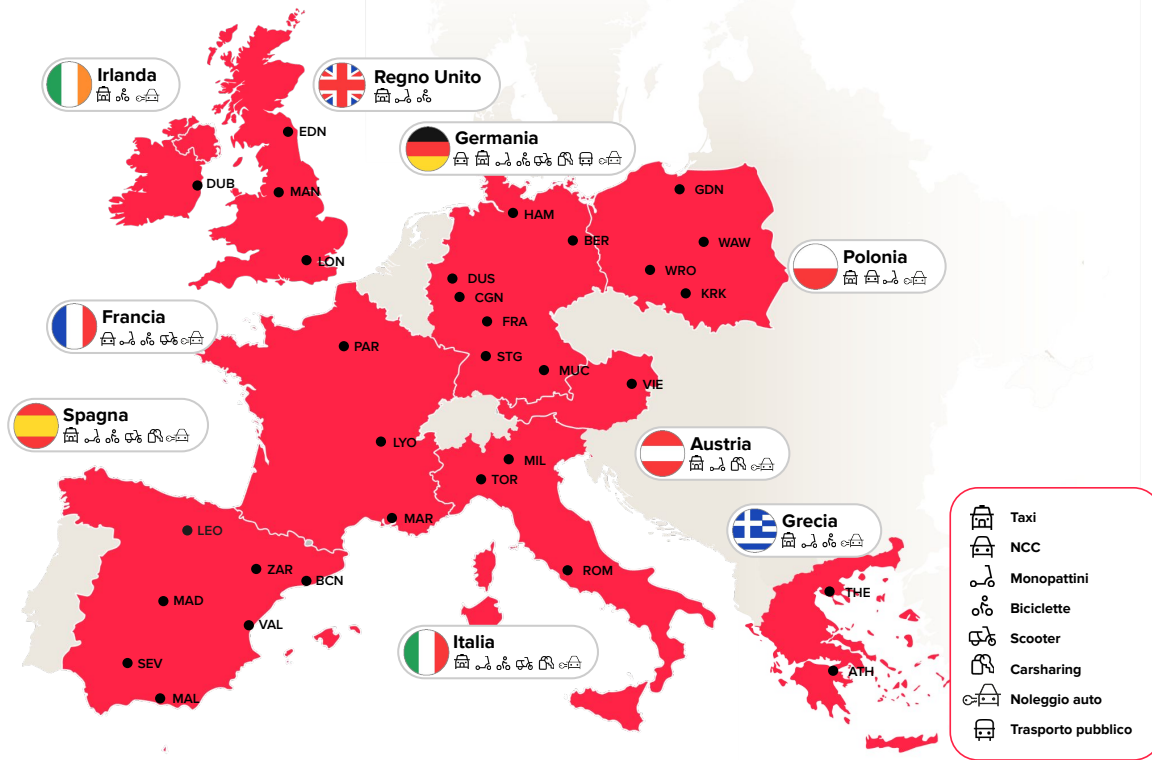 Irlanda
Regno Unito
EDN
Germania
DUB
MAN
GDN
HAM
BER
WAW
LON
Polonia
DUS
WRO
CGN
KRK
Francia
FRA
PAR
STG
MUC
VIE
Spagna
LYO
Austria
MIL
TOR
MAR
Grecia
LEO
ZAR
BCN
ROM
MAD
THE
VAL
Italia
SEV
ATH
MAL
Taxi
NCC
Monopattini
Biciclette
Scooter
Carsharing
Noleggio auto
Trasporto pubblico